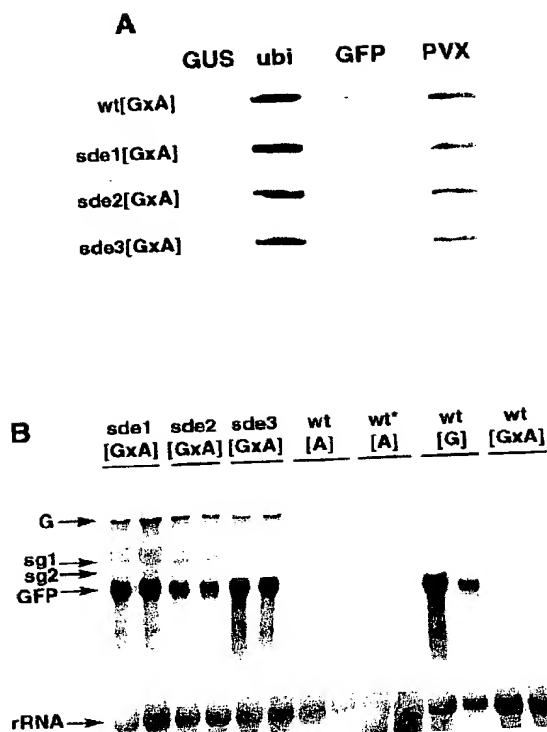 A
GUS ubi GFP PVX
wt[GxA]
sde1[GxA]
sde2[GxA]
sde3[GxA]
B
sde1 sde2 sde3 wt wt* wt wt
[GxA] [GxA] [GxA] [A] [A] [G] [GxA]
G
sg1
sg2
GFP
rRNA